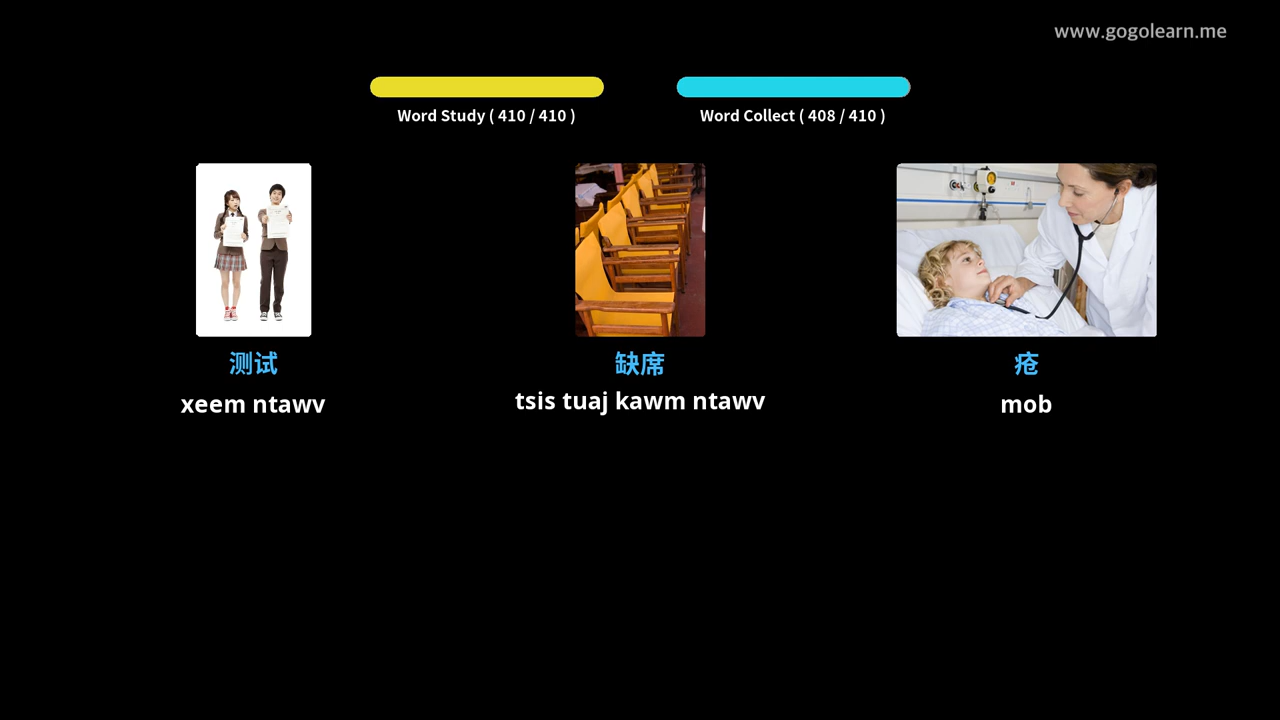 www.gogolearn.me
Word Study ( 410 / 410 )
Word Collect ( 408 / 410 )
测试
缺席
疮
xeem ntawv
tsis tuaj kawm ntawv
mob